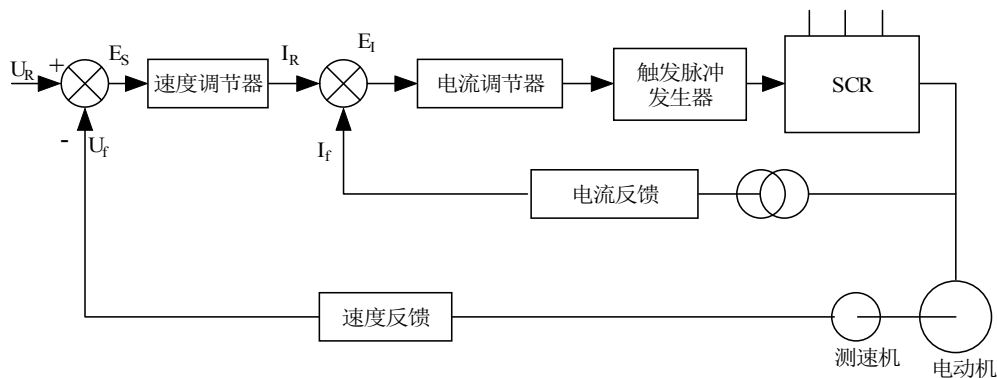 U_R
+
E_S
速度调节器
I_R
E_I
电流调节器
触发脉冲
发生器
SCR
-
U_f
I_f
电流反馈
速度反馈
测速机
电动机